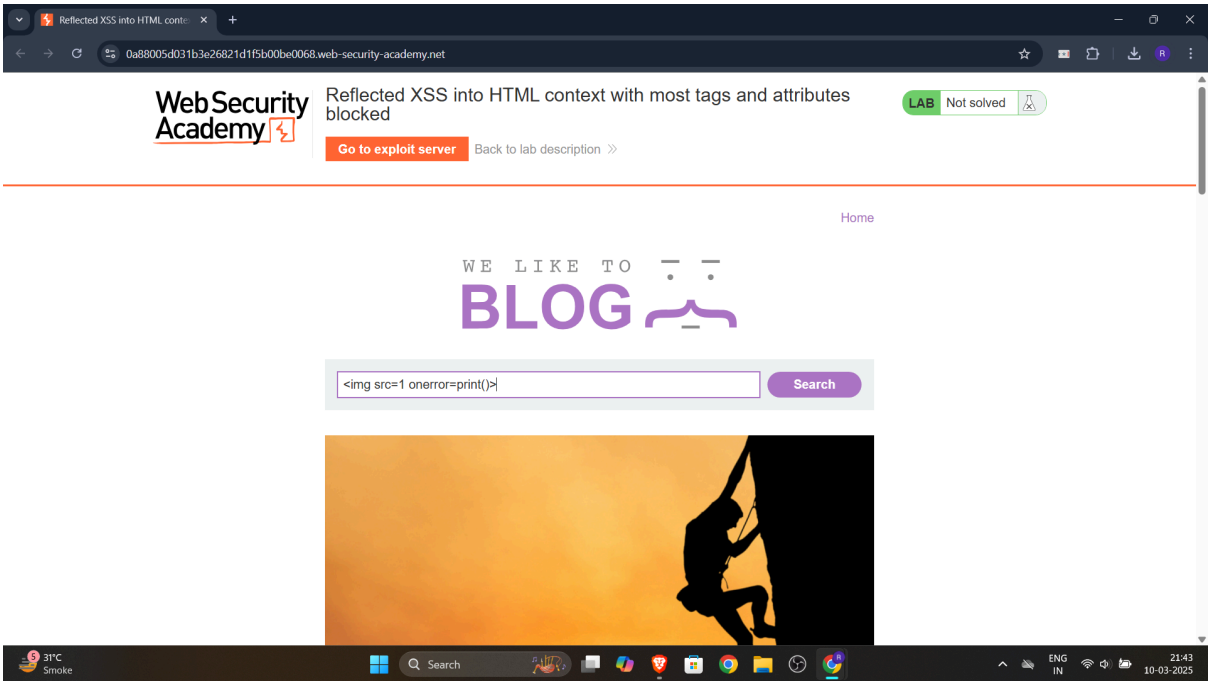 Reflected XSS into HTML conte
0a88005d031b3e26821d1f5b00be0068.web-security-academy.net
R
Web Security
Academy
Reflected XSS into HTML context with most tags and attributes
blocked
LAB Not solved
Go to exploit server Back to lab description
Home
WE LIKE TO
BLOG
<img src=1 onerror=print()>
Search
5
31°C
Smoke
Search
R
ENG
IN
21:43
10-03-2025